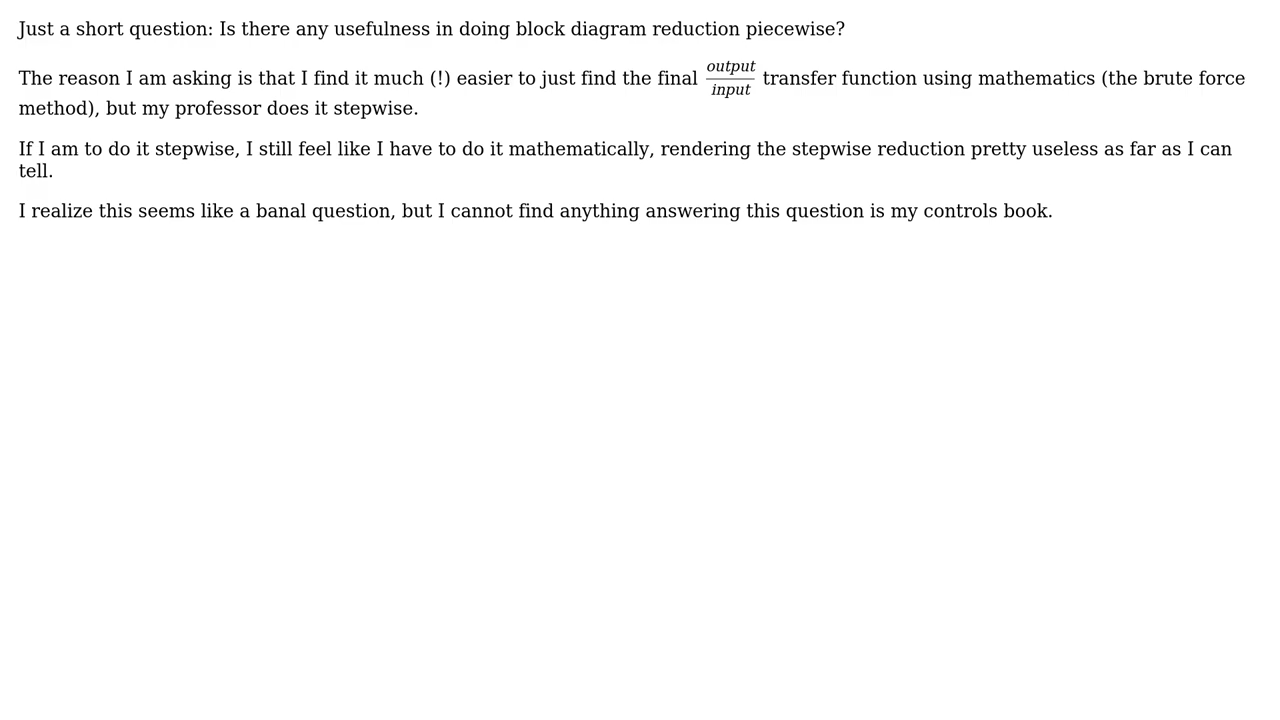 Just a short question: Is there any usefulness in doing block diagram reduction piecewise?
The reason I am asking is that I find it much (!) easier to just find the final $\frac{output}{input}$ transfer function using mathematics (the brute force
method), but my professor does it stepwise.
If I am to do it stepwise, I still feel like I have to do it mathematically, rendering the stepwise reduction pretty useless as far as I can
tell.
I realize this seems like a banal question, but I cannot find anything answering this question is my controls book.